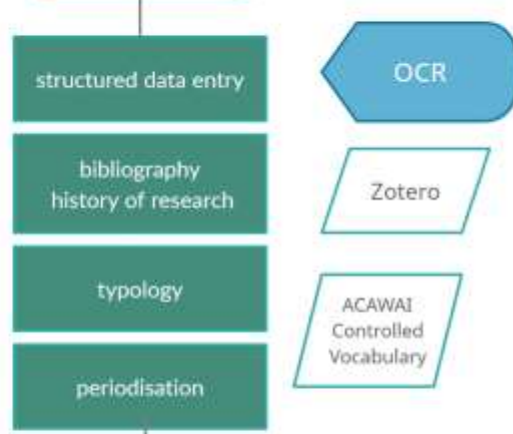 structured data entry
OCR
bibliography
history of research
Zotero
typology
ACAWAI
Controlled
Vocabulary
periodisation